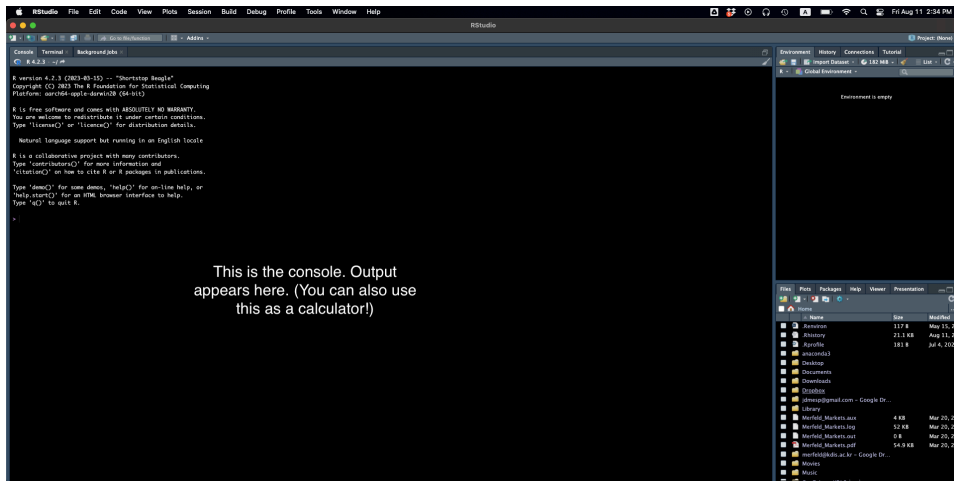 RStudio File Edit Code View Plots Session Build Debug Profile Tools Window Help
A
Fri Aug 11 2:34 PM
RStudio
Go to file/function
Addins
Project: (None)
Console Terminal Background Jobs
R 4.2.3 · ~/
R version 4.2.3 (2023-03-15) -- "Shortstop Beagle"
Copyright (C) 2023 The R Foundation for Statistical Computing
Platform: aarch64-apple-darwin20 (64-bit)
R is free software and comes with ABSOLUTELY NO WARRANTY.
You are welcome to redistribute it under certain conditions.
Type 'license()' or 'licence()' for distribution details.
Natural language support but running in an English locale
R is a collaborative project with many contributors.
Type 'contributors()' for more information and
'citation()' on how to cite R or R packages in publications.
Type 'demo()' for some demos, 'help()' for on-line help, or
'help.start()' for an HTML browser interface to help.
Type 'q()' to quit R.
>
This is the console. Output
appears here. (You can also use
this as a calculator!)
Environment History Connections Tutorial
Import Dataset 182 MiB List
R Global Environment
Environment is empty
Files Plots Packages Help Viewer Presentation
Home
Name Size Modified
.Renviron 117 B May 15, 2
.Rhistory 21.1 KB Aug 11, 2
.Rprofile 181 B Jul 4, 202
anaconda3
Desktop
Documents
Downloads
Dropbox
jdmesp@gmail.com - Google Dr...
Library
Merfeld_Markets.aux 4 KB Mar 20, 2
Merfeld_Markets.log 52 KB Mar 20, 2
Merfeld_Markets.out 0 B Mar 20, 2
Merfeld_Markets.pdf 54.9 KB Mar 20, 2
merfeld@kdis.ac.kr - Google Dr...
Movies
Music